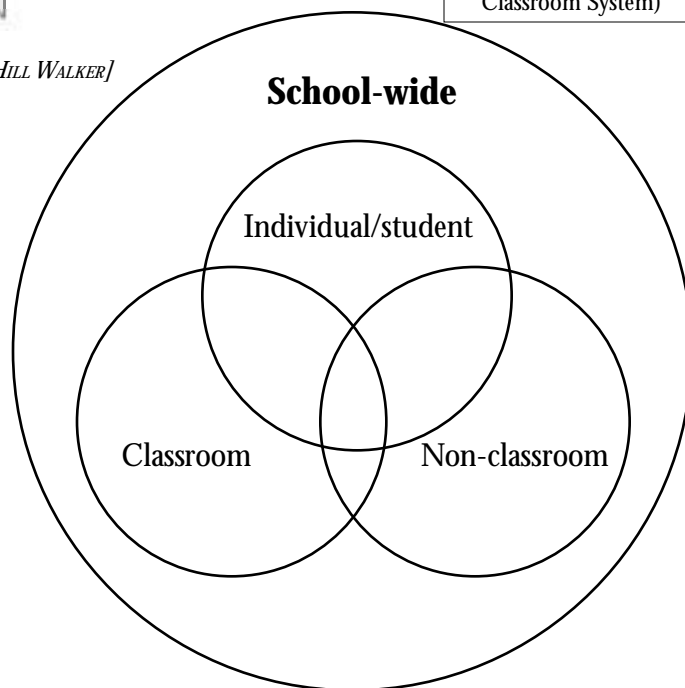 Classroom System)
HILL WALKER]
School-wide
Individual/student
Classroom
Non-classroom